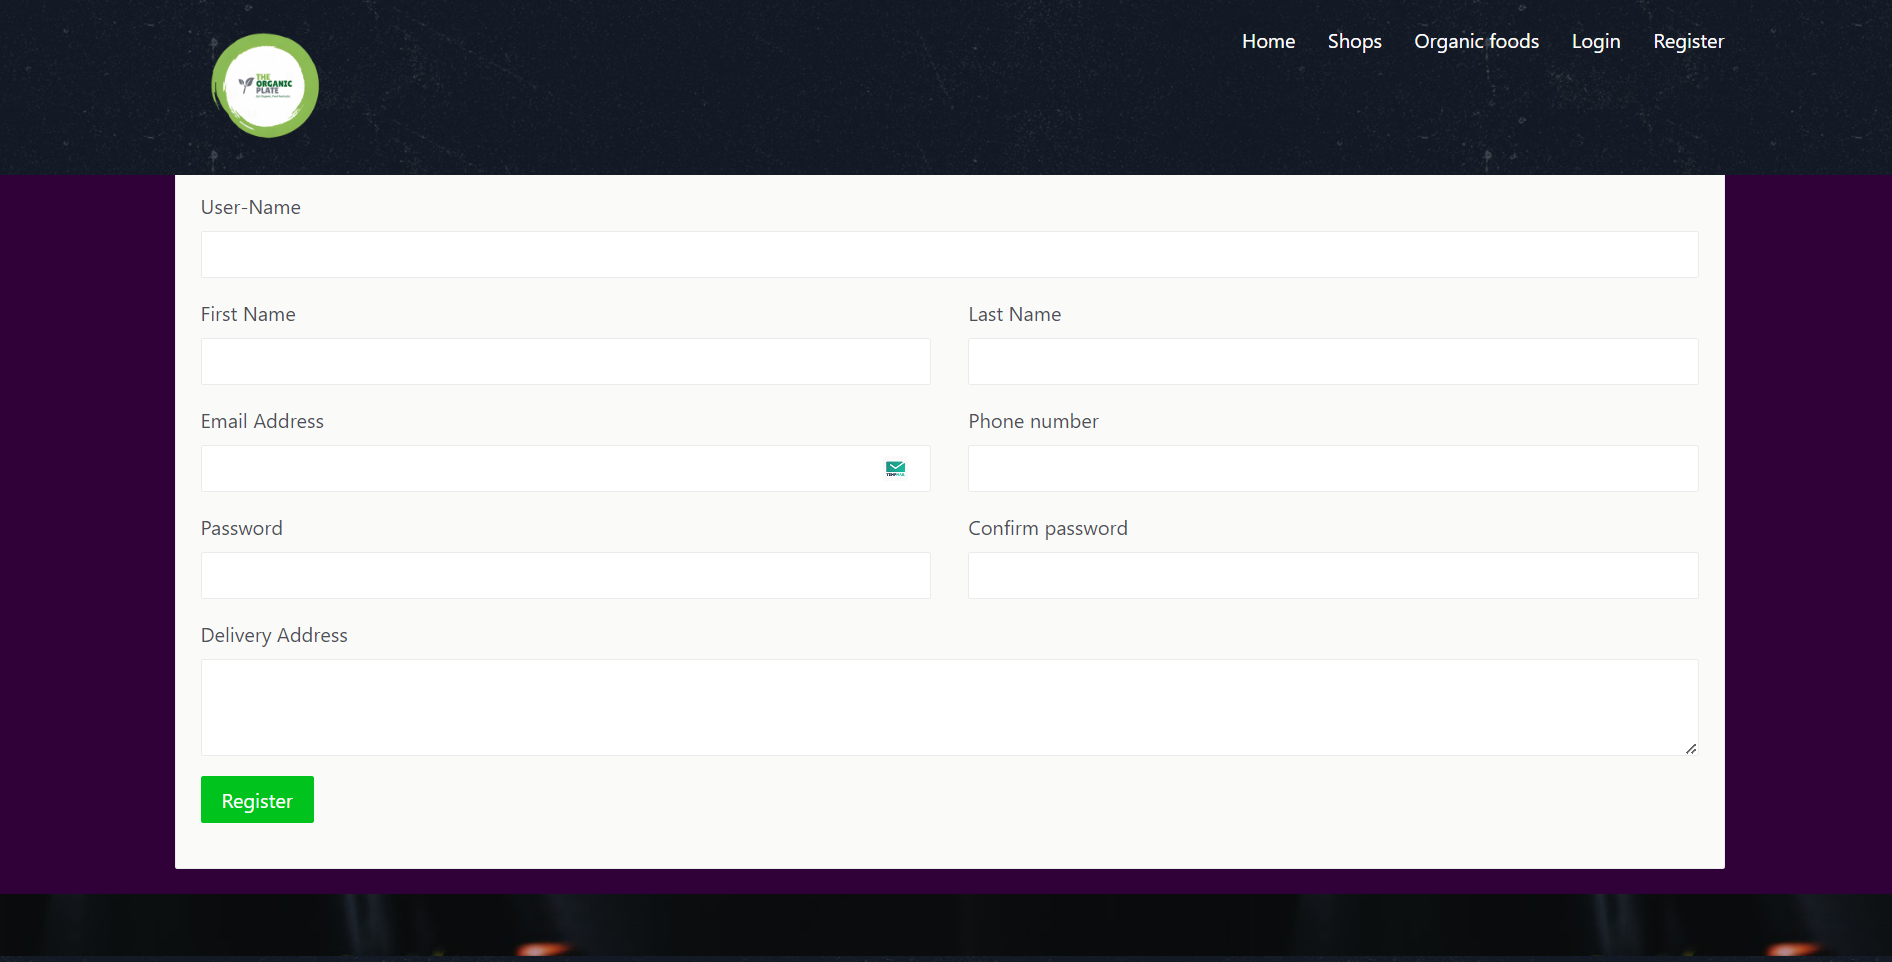 Home Shops Organic foods Login Register
THE
ORGANIC
PLATE
User-Name
First Name Last Name
Email Address Phone number
Password Confirm password
Delivery Address
Register